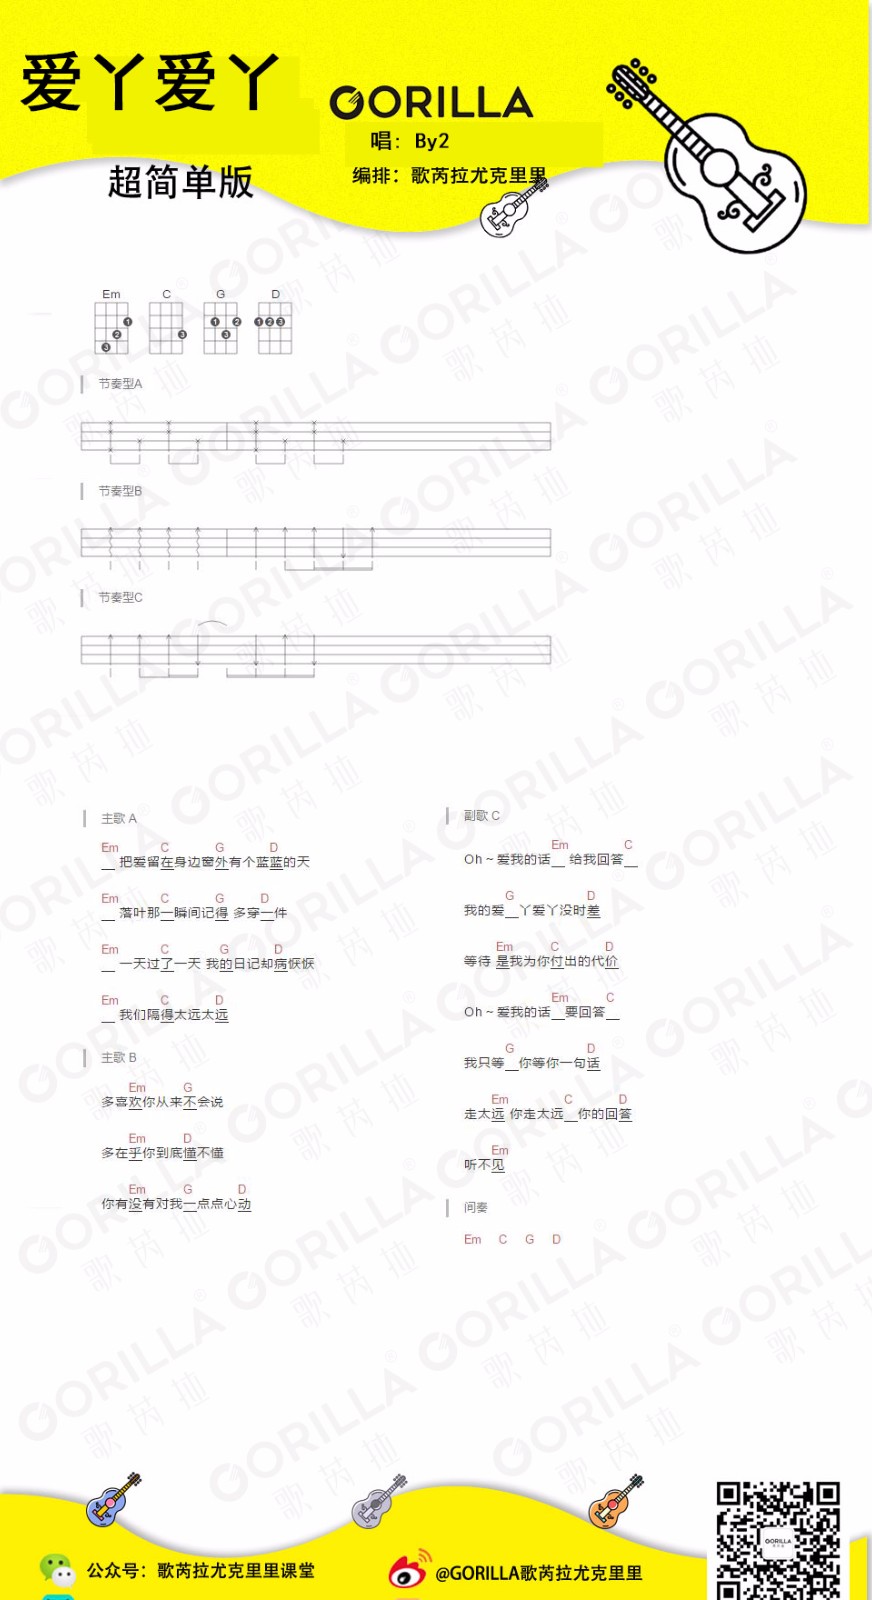 爱丫爱丫
GORILLA
唱：By2
超简单版
编排：歌芮拉尤克里里
Em C G D
节奏型A
节奏型B
节奏型C
主歌 A
Em C G D
__ 把爱留在身边窗外有个蓝蓝的天
Em C G D
__ 落叶那一瞬间记得 多穿一件
Em C G D
__ 一天过了一天 我的日记却病恹恹
Em C D
__ 我们隔得太远太远
主歌 B
Em G
多喜欢你从来不会说
Em D
多在乎你到底懂不懂
Em G D
你有没有对我一点点心动
副歌 C
Em C
Oh ~ 爱我的话__ 给我回答__
G D
我的爱__丫爱丫没时差
Em C D
等待 是我为你付出的代价
Em C
Oh ~ 爱我的话__要回答__
G D
我只等__你等你一句话
Em C D
走太远 你走太远__你的回答
Em
听不见
间奏
Em C G D
公众号：歌芮拉尤克里里课堂
@GORILLA歌芮拉尤克里里
GORILLA